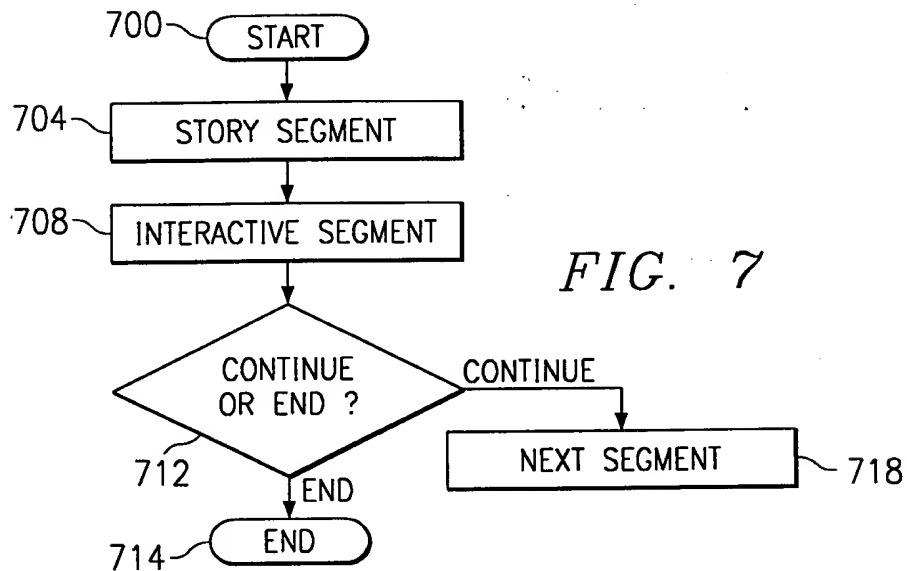 700
START
704
STORY SEGMENT
708
INTERACTIVE SEGMENT
FIG. 7
CONTINUE
OR END ?
CONTINUE
712
NEXT SEGMENT
718
END
714
END